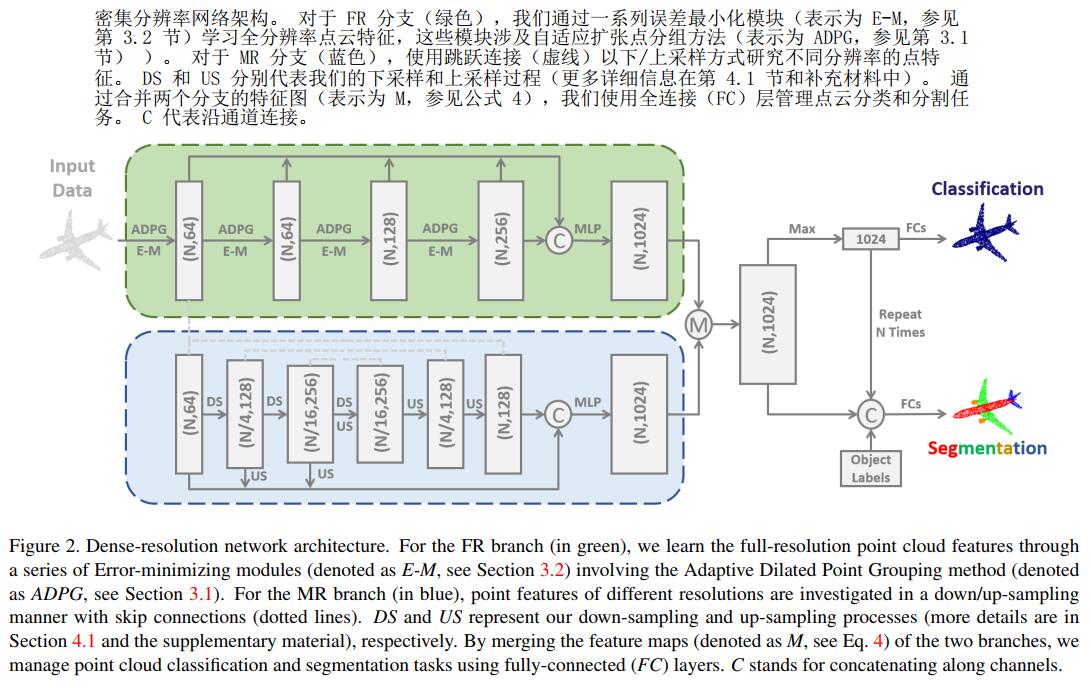 密集分辨率网络架构。 对于 FR 分支（绿色），我们通过一系列误差最小化模块（表示为 E-M，参见
第 3.2 节）学习全分辨率点云特征，这些模块涉及自适应扩张点分组方法（表示为 ADPG，参见第 3.1
节） ）。 对于 MR 分支（蓝色），使用跳跃连接（虚线）以下/上采样方式研究不同分辨率的点特
征。 DS 和 US 分别代表我们的下采样和上采样过程（更多详细信息在第 4.1 节和补充材料中）。 通
过合并两个分支的特征图（表示为 M，参见公式 4），我们使用全连接（FC）层管理点云分类和分割任
务。 C 代表沿通道连接。
Input
Data
ADPG
E-M
(N,64)
ADPG
E-M
(N,64)
ADPG
E-M
(N,128)
ADPG
E-M
(N,256)
C
MLP
(N,1024)
(N,64)
DS
(N/4,128)
DS
(N/16,256)
DS
US
(N/16,256)
US
(N/4,128)
US
(N,128)
C
MLP
(N,1024)
US
US
M
(N,1024)
Max
1024
FCs
Classification
Repeat
N Times
C
FCs
Segmentation
Object
Labels
Figure 2. Dense-resolution network architecture. For the FR branch (in green), we learn the full-resolution point cloud features through
a series of Error-minimizing modules (denoted as E-M, see Section 3.2) involving the Adaptive Dilated Point Grouping method (denoted
as ADPG, see Section 3.1). For the MR branch (in blue), point features of different resolutions are investigated in a down/up-sampling
manner with skip connections (dotted lines). DS and US represent our down-sampling and up-sampling processes (more details are in
Section 4.1 and the supplementary material), respectively. By merging the feature maps (denoted as M, see Eq. 4) of the two branches, we
manage point cloud classification and segmentation tasks using fully-connected (FC) layers. C stands for concatenating along channels.